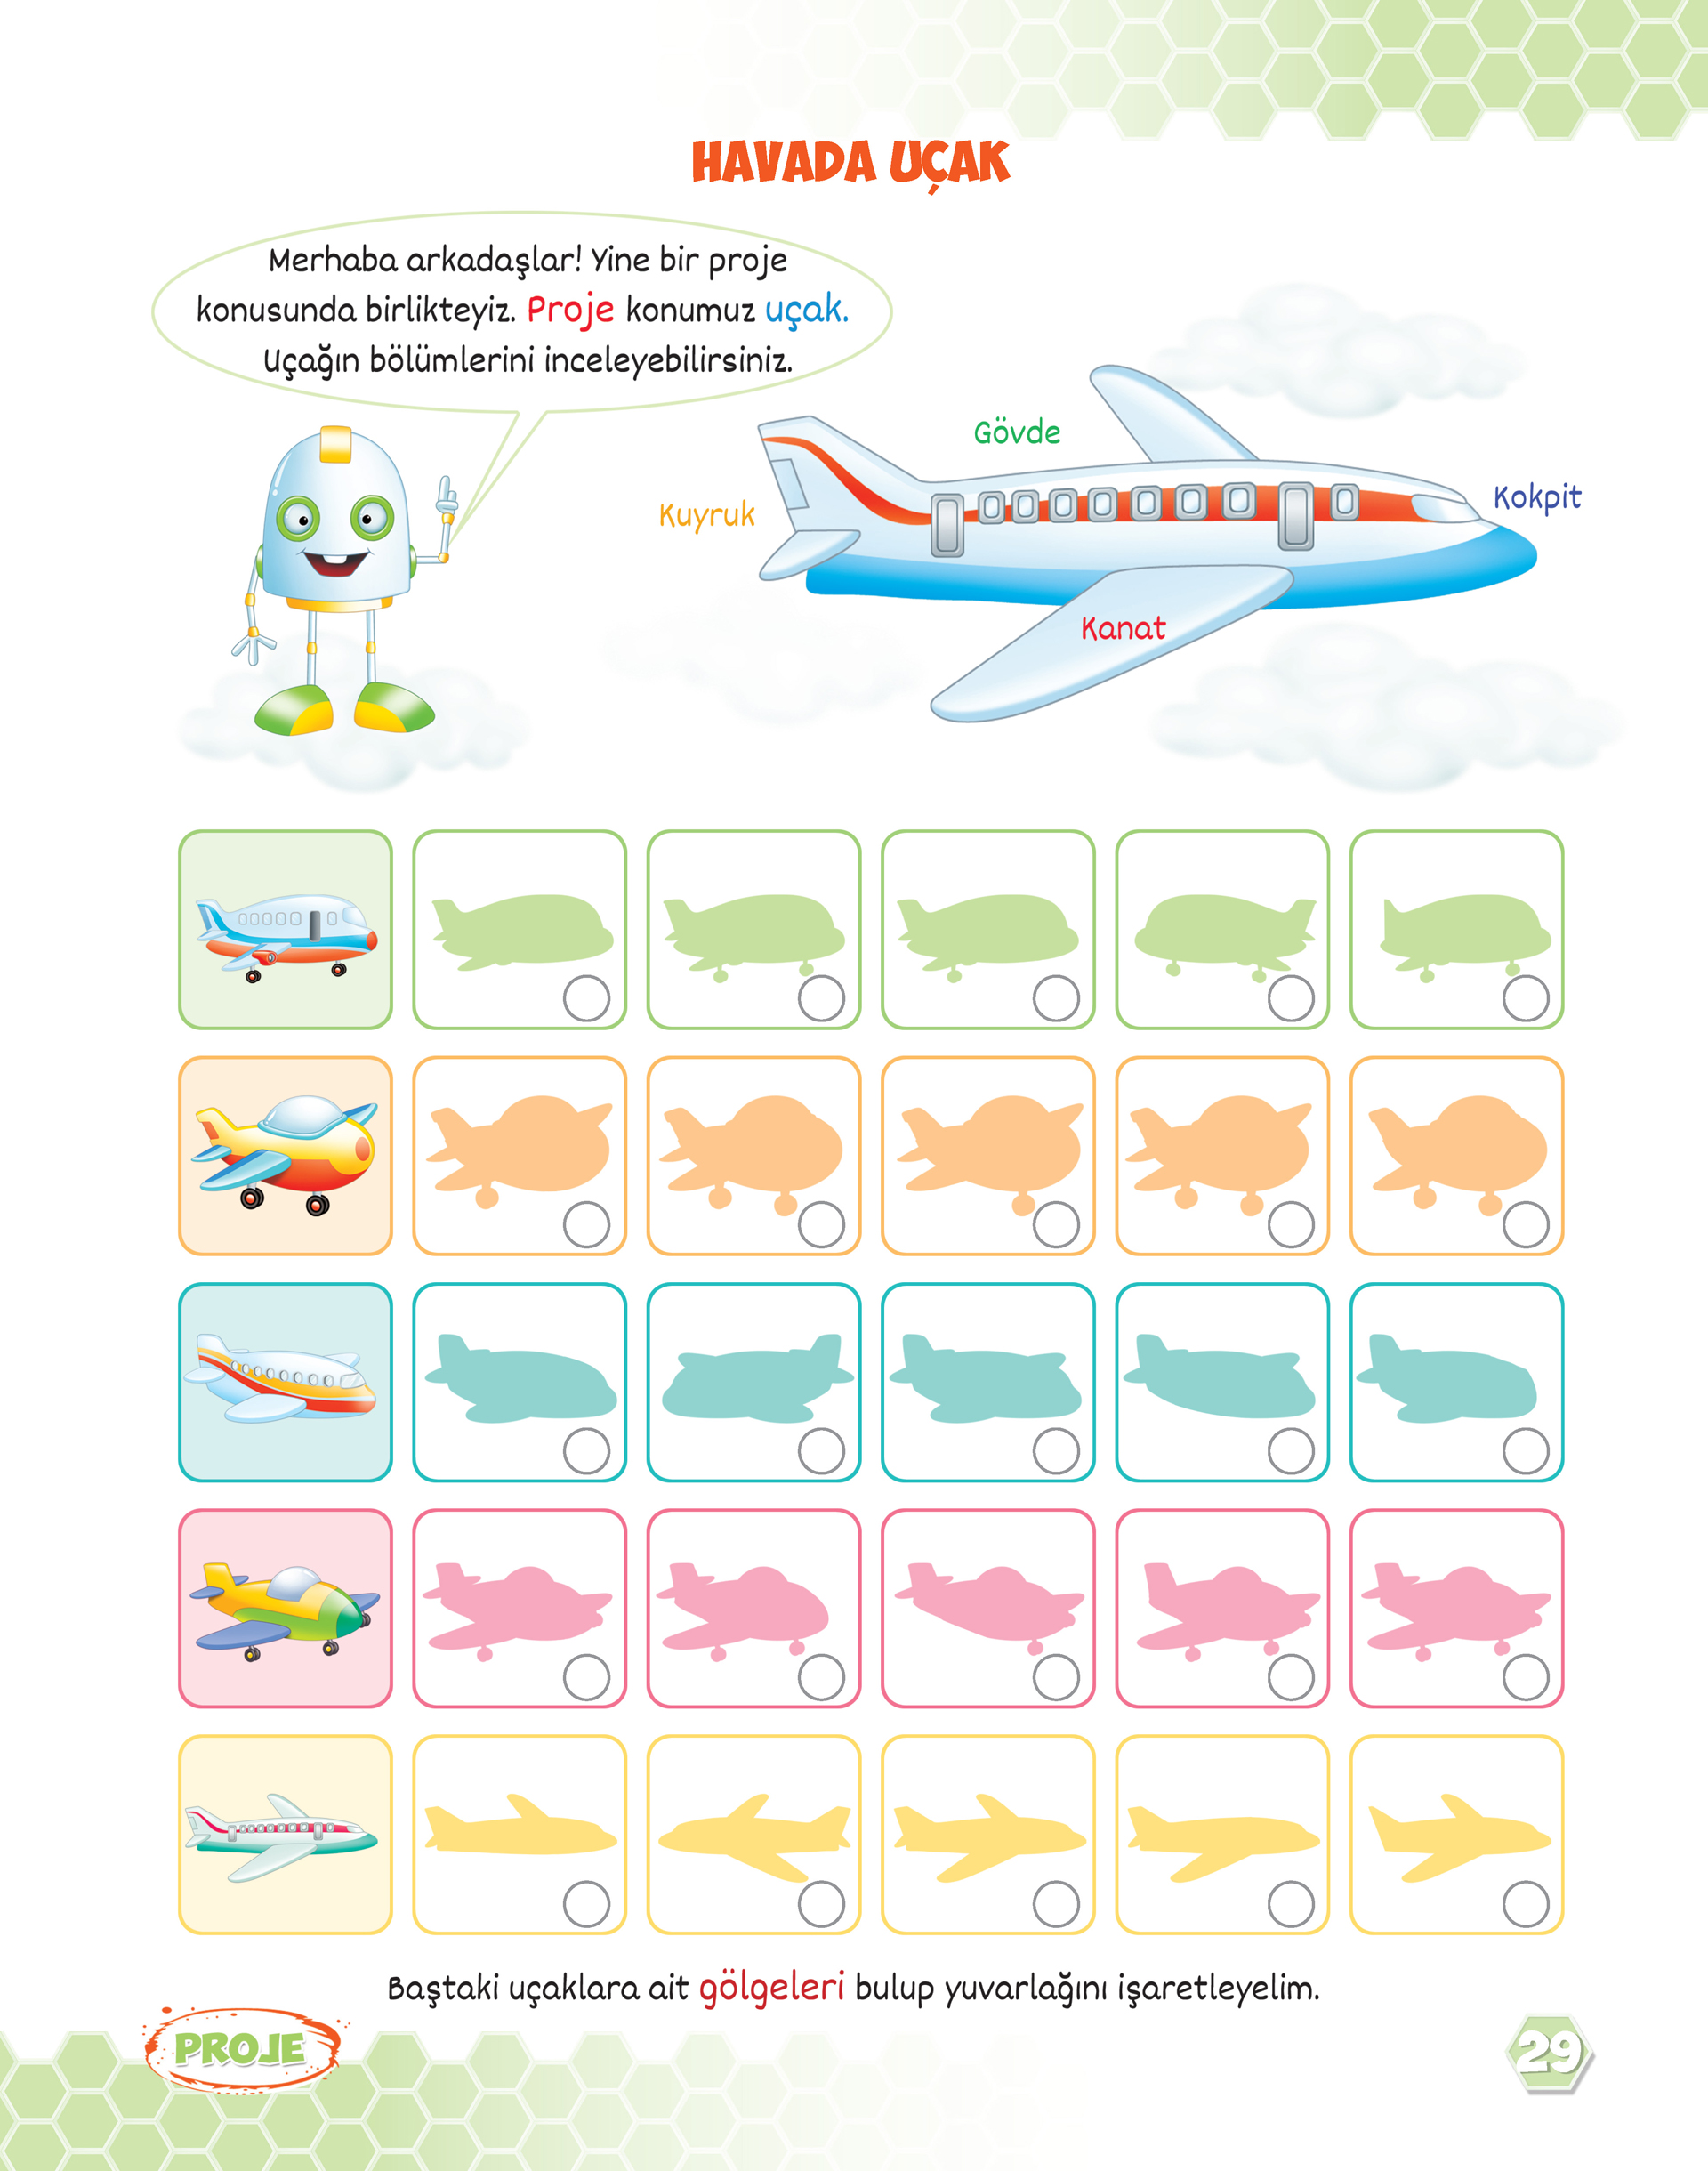 HAVADA UÇAK
Merhaba arkadaşlar! Yine bir proje
konusunda birlikteyiz. Proje konumuz uçak.
Uçağın bölümlerini inceleyebilirsiniz.
Gövde
Kuyruk
Kokpit
Kanat
Baştaki uçaklara ait gölgeleri bulup yuvarlağını işaretleyelim.
PROJE
29